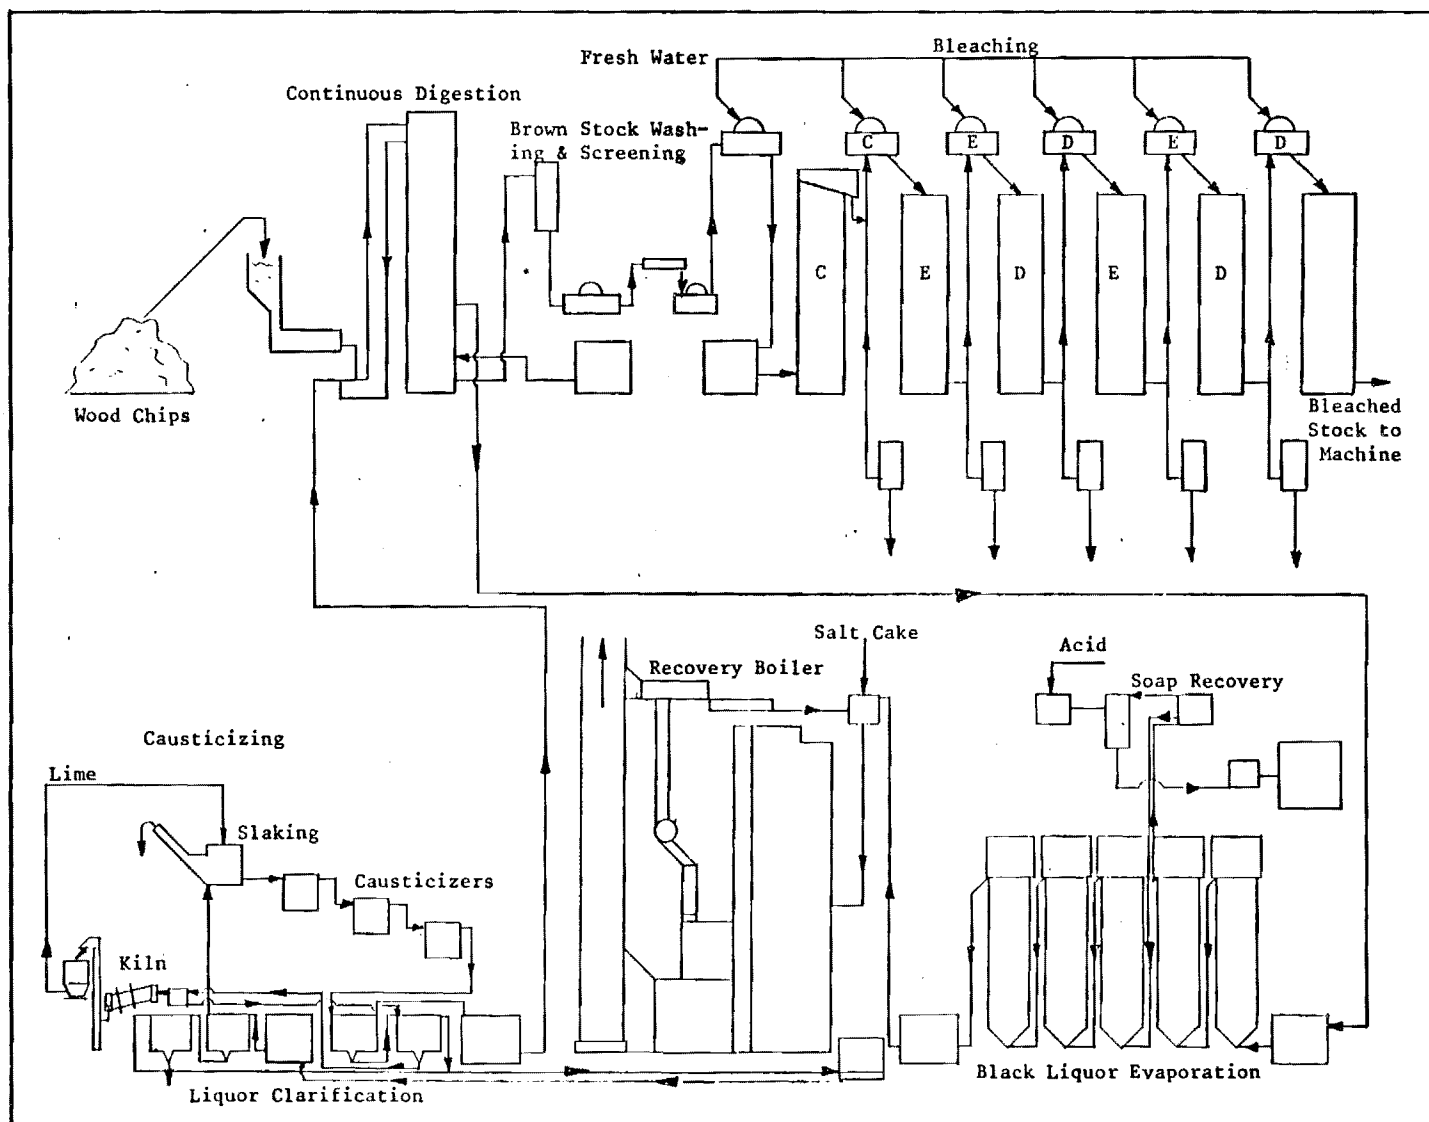 Bleaching
Fresh Water
Continuous Digestion
Brown Stock Wash-
ing & Screening
C
E
D
E
D
C
E
D
E
D
Wood Chips
Bleached
Stock to
Machine
Salt Cake
Acid
Recovery Boiler
Soap Recovery
Causticizing
Lime
Slaking
Causticizers
Kiln
Black Liquor Evaporation
Liquor Clarification